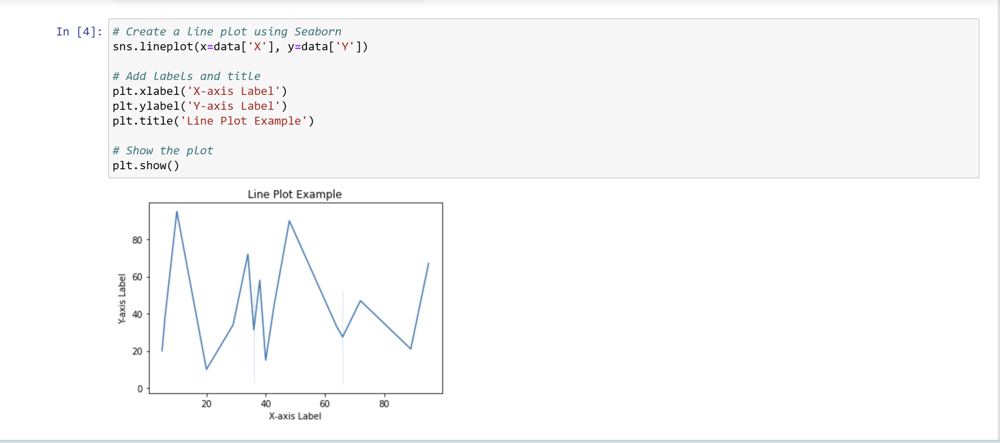 In [4]:
# Create a line plot using Seaborn
sns.lineplot(x=data['X'], y=data['Y'])
# Add labels and title
plt.xlabel('X-axis Label')
plt.ylabel('Y-axis Label')
plt.title('Line Plot Example')
# Show the plot
plt.show()
Line Plot Example
80
60
40
20
0
Y-axis Label
20 40 60 80
X-axis Label